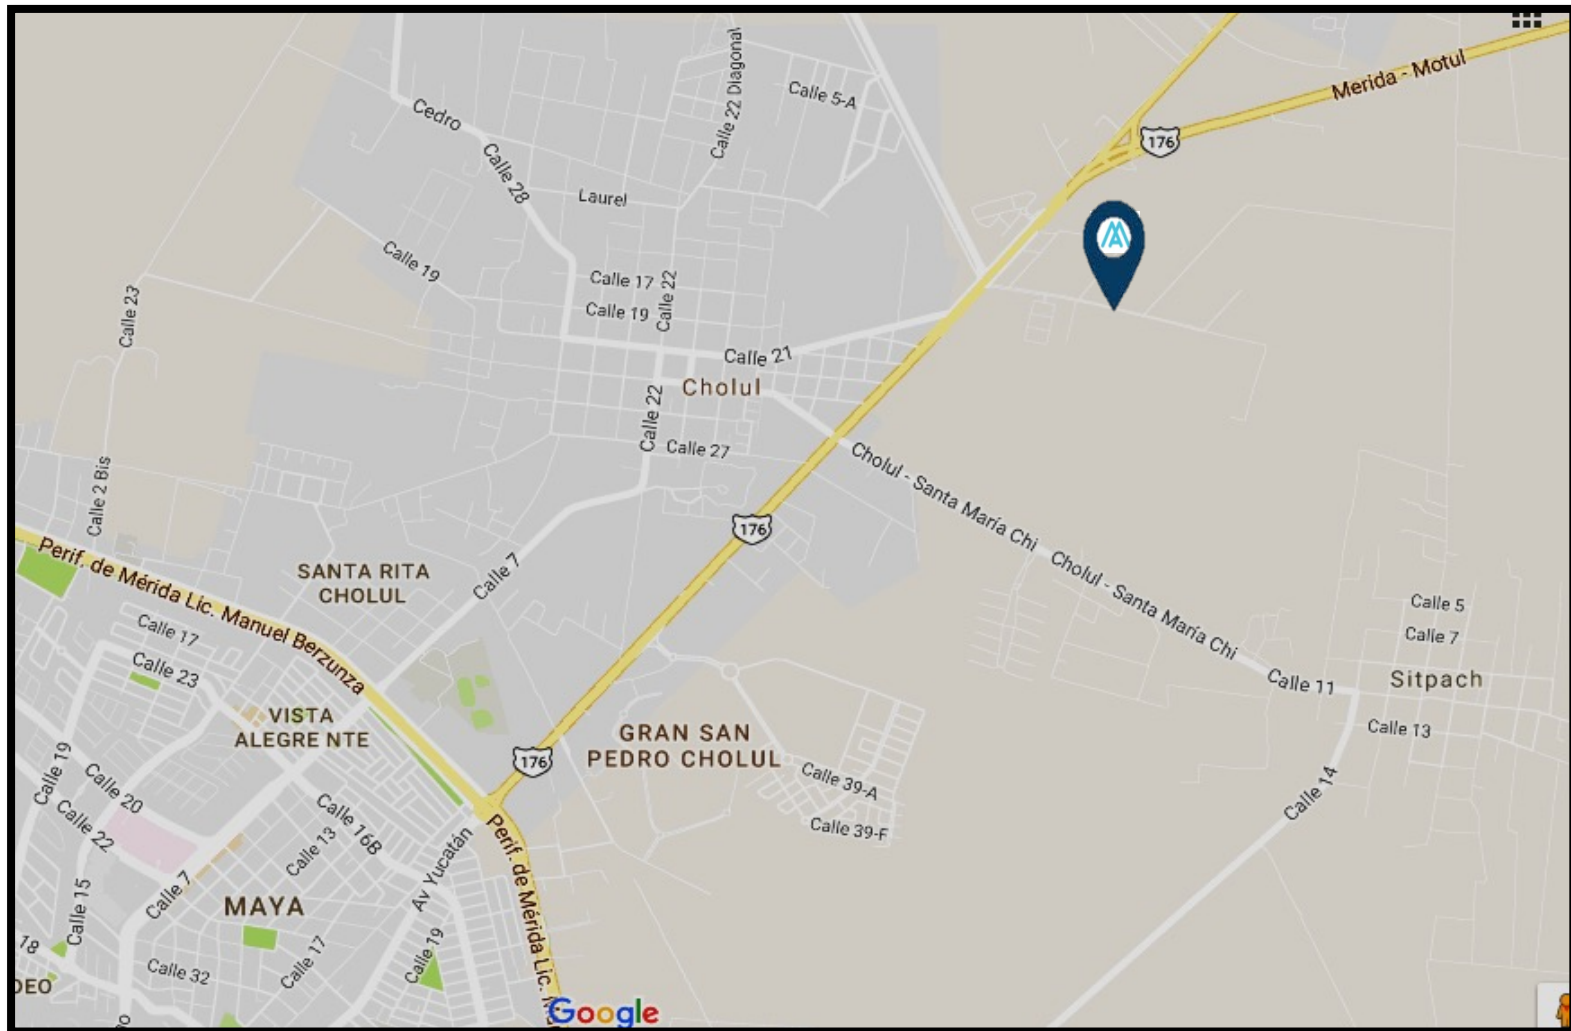 Merida - Motul
Calle 22 Diagonal
Calle 5-A
Cedro
176
Calle 28
Laurel
Calle 19
Calle 17
Calle 22
Calle 23
Calle 19
Calle 21
Cholul
Calle 22
Calle 27
Cholul - Santa María Chi
Calle 2 Bis
176
Perif. de Mérida Lic. Manuel Berzunza
SANTA RITA
CHOLUL
Calle 7
Cholul - Santa María Chi
Calle 5
Calle 7
Calle 17
Calle 23
Calle 11
Sitpach
VISTA
ALEGRE NTE
GRAN SAN
PEDRO CHOLUL
Calle 13
176
Calle 19
Calle 20
Calle 39-A
Calle 14
Calle 22
Calle 16B
Calle 13
Calle 39-F
Av Yucatán
Perif. de Mérida Lic.
Calle 7
Calle 15
MAYA
18
Calle 17
Calle 19
Calle 32
DEO
Google